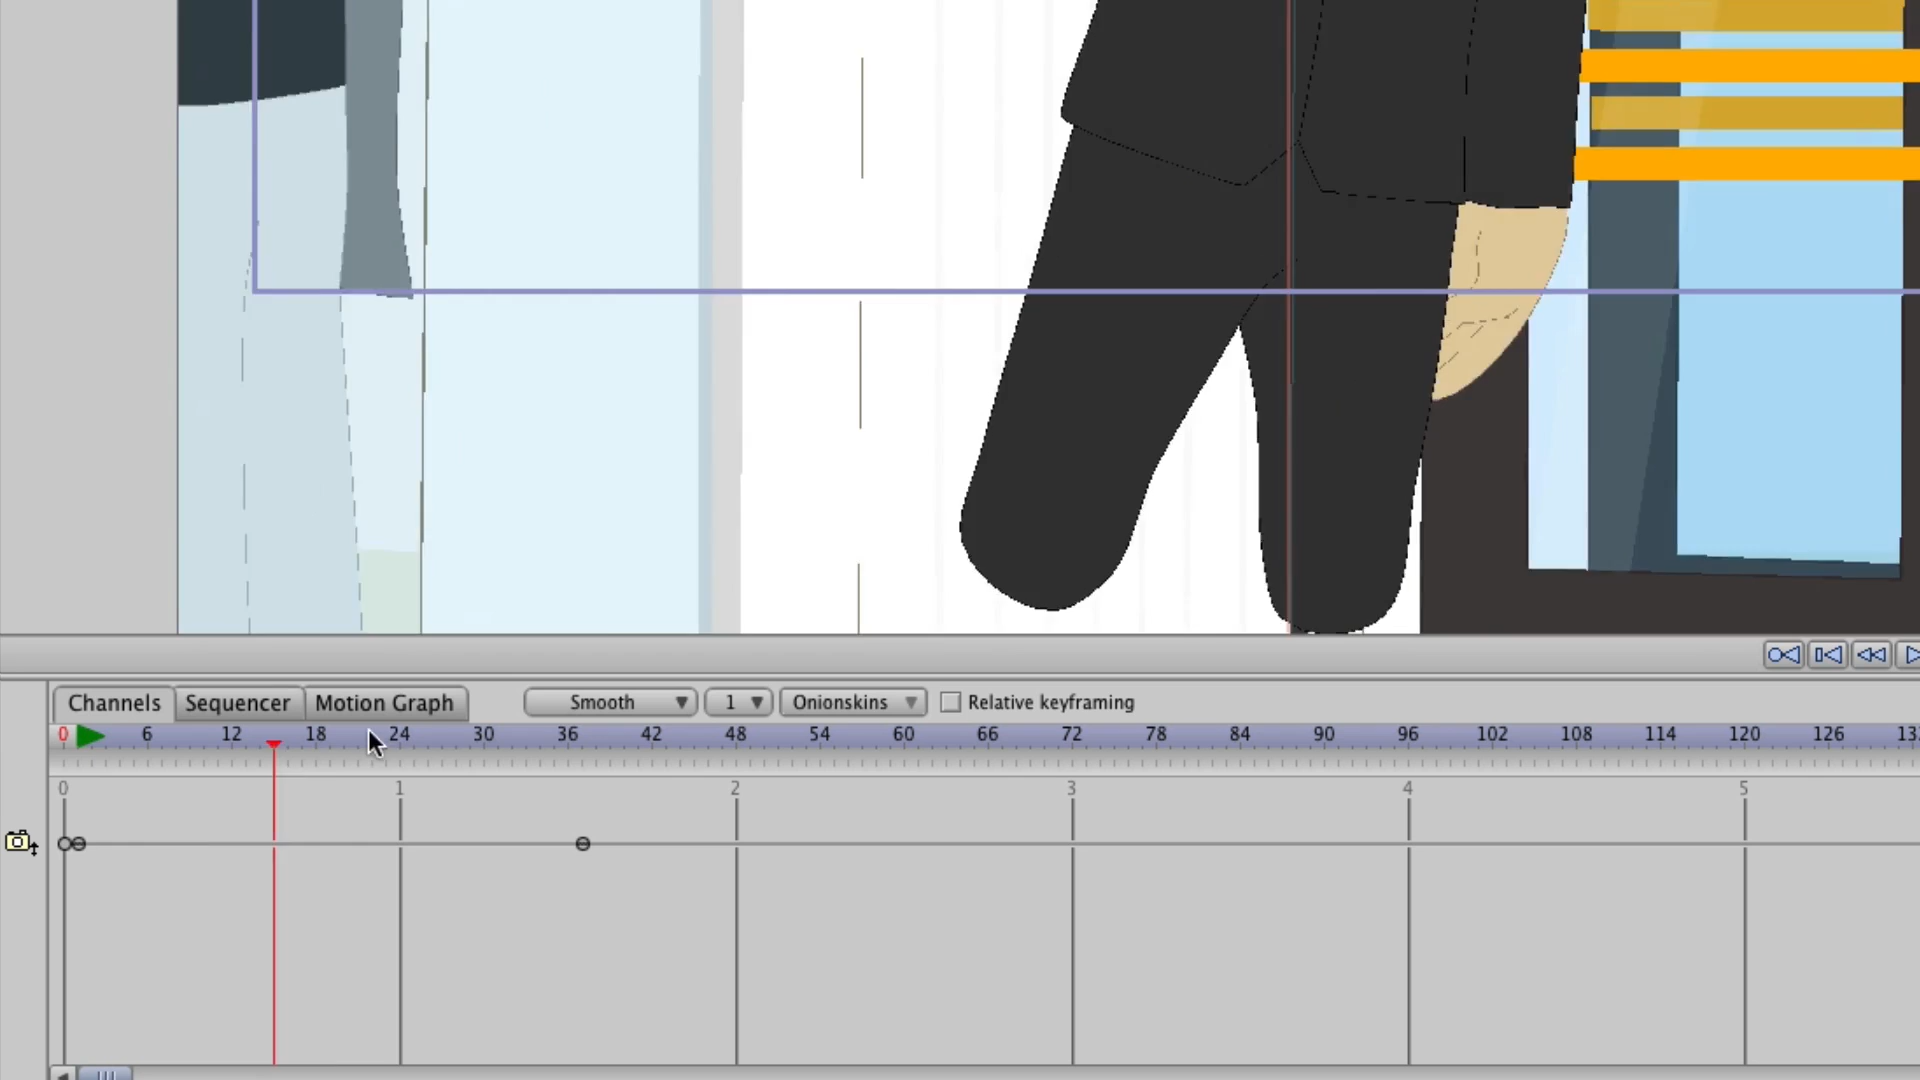 Channels Sequencer Motion Graph Smooth 1 Onionskins Relative keyframing
0 6 12 18 24 30 36 42 48 54 60 66 72 78 84 90 96 102 108 114 120 126
0 1 2 3 4 5